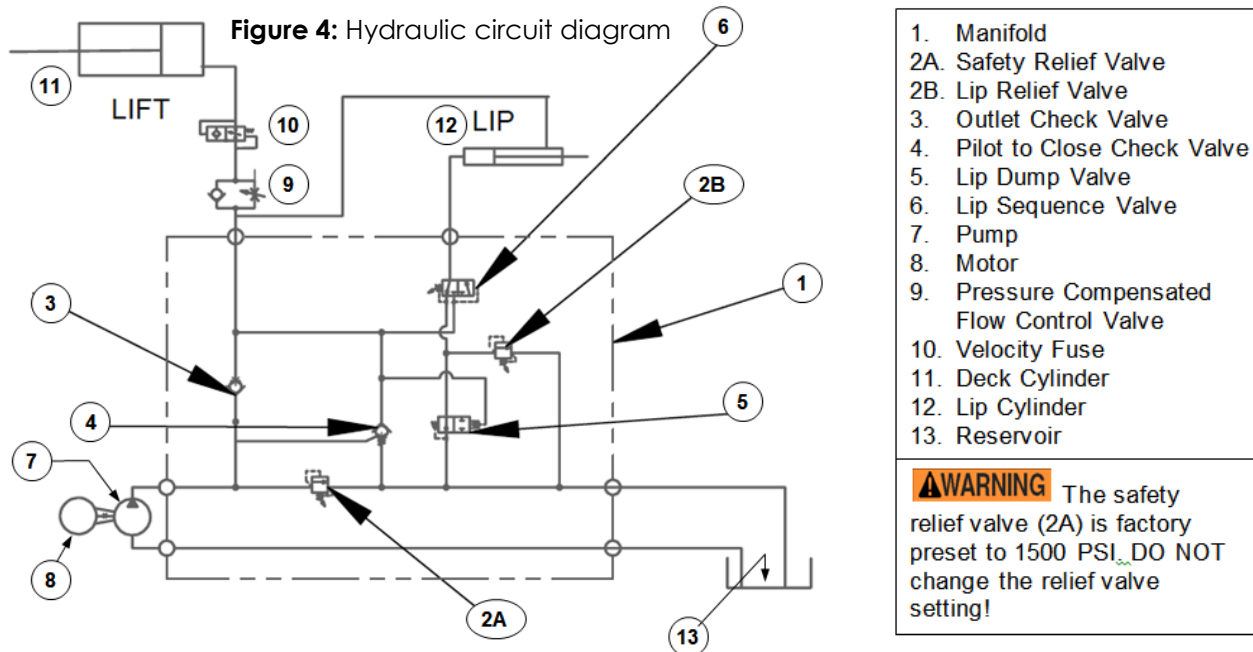 Figure 4: Hydraulic circuit diagram
6
11
LIFT
10
12
LIP
9
2B
3
1
4
5
7
8
2A
13
1. Manifold
2A. Safety Relief Valve
2B. Lip Relief Valve
3. Outlet Check Valve
4. Pilot to Close Check Valve
5. Lip Dump Valve
6. Lip Sequence Valve
7. Pump
8. Motor
9. Pressure Compensated
Flow Control Valve
10. Velocity Fuse
11. Deck Cylinder
12. Lip Cylinder
13. Reservoir
WARNING The safety
relief valve (2A) is factory
preset to 1500 PSI. DO NOT
change the relief valve
setting!